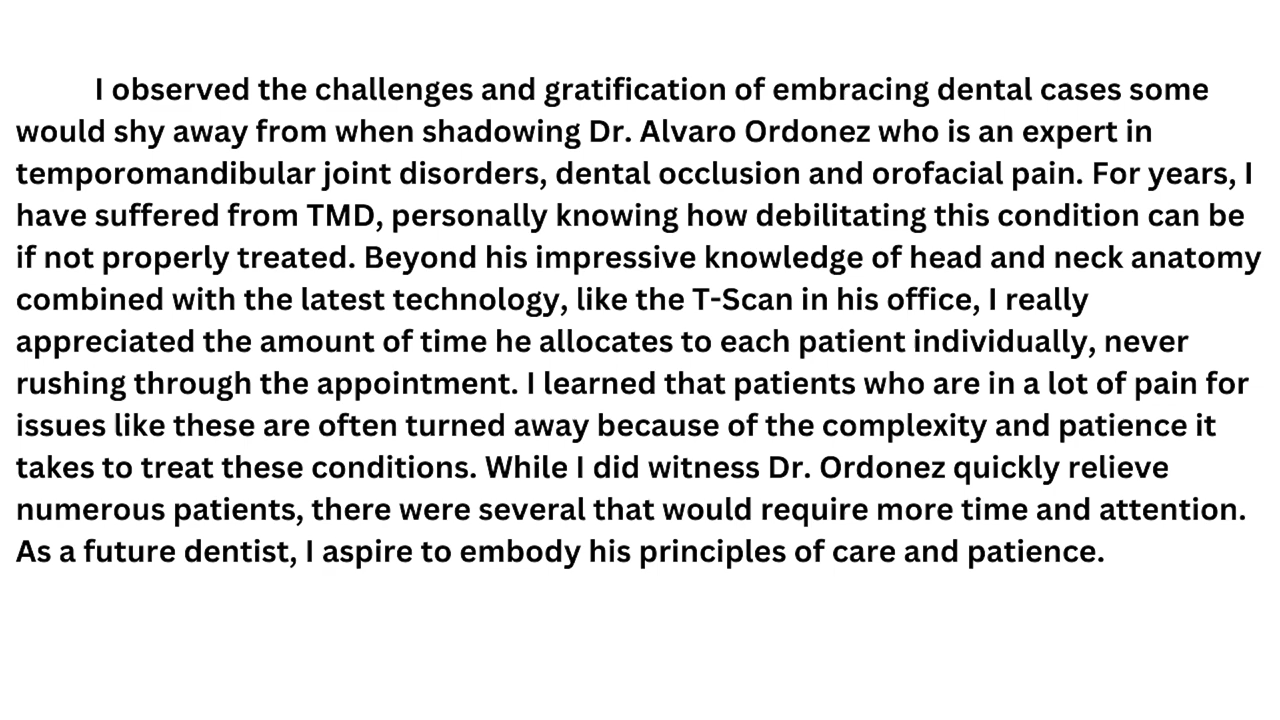 I observed the challenges and gratification of embracing dental cases some
would shy away from when shadowing Dr. Alvaro Ordonez who is an expert in
temporomandibular joint disorders, dental occlusion and orofacial pain. For years, I
have suffered from TMD, personally knowing how debilitating this condition can be
if not properly treated. Beyond his impressive knowledge of head and neck anatomy
combined with the latest technology, like the T-Scan in his office, I really
appreciated the amount of time he allocates to each patient individually, never
rushing through the appointment. I learned that patients who are in a lot of pain for
issues like these are often turned away because of the complexity and patience it
takes to treat these conditions. While I did witness Dr. Ordonez quickly relieve
numerous patients, there were several that would require more time and attention.
As a future dentist, I aspire to embody his principles of care and patience.